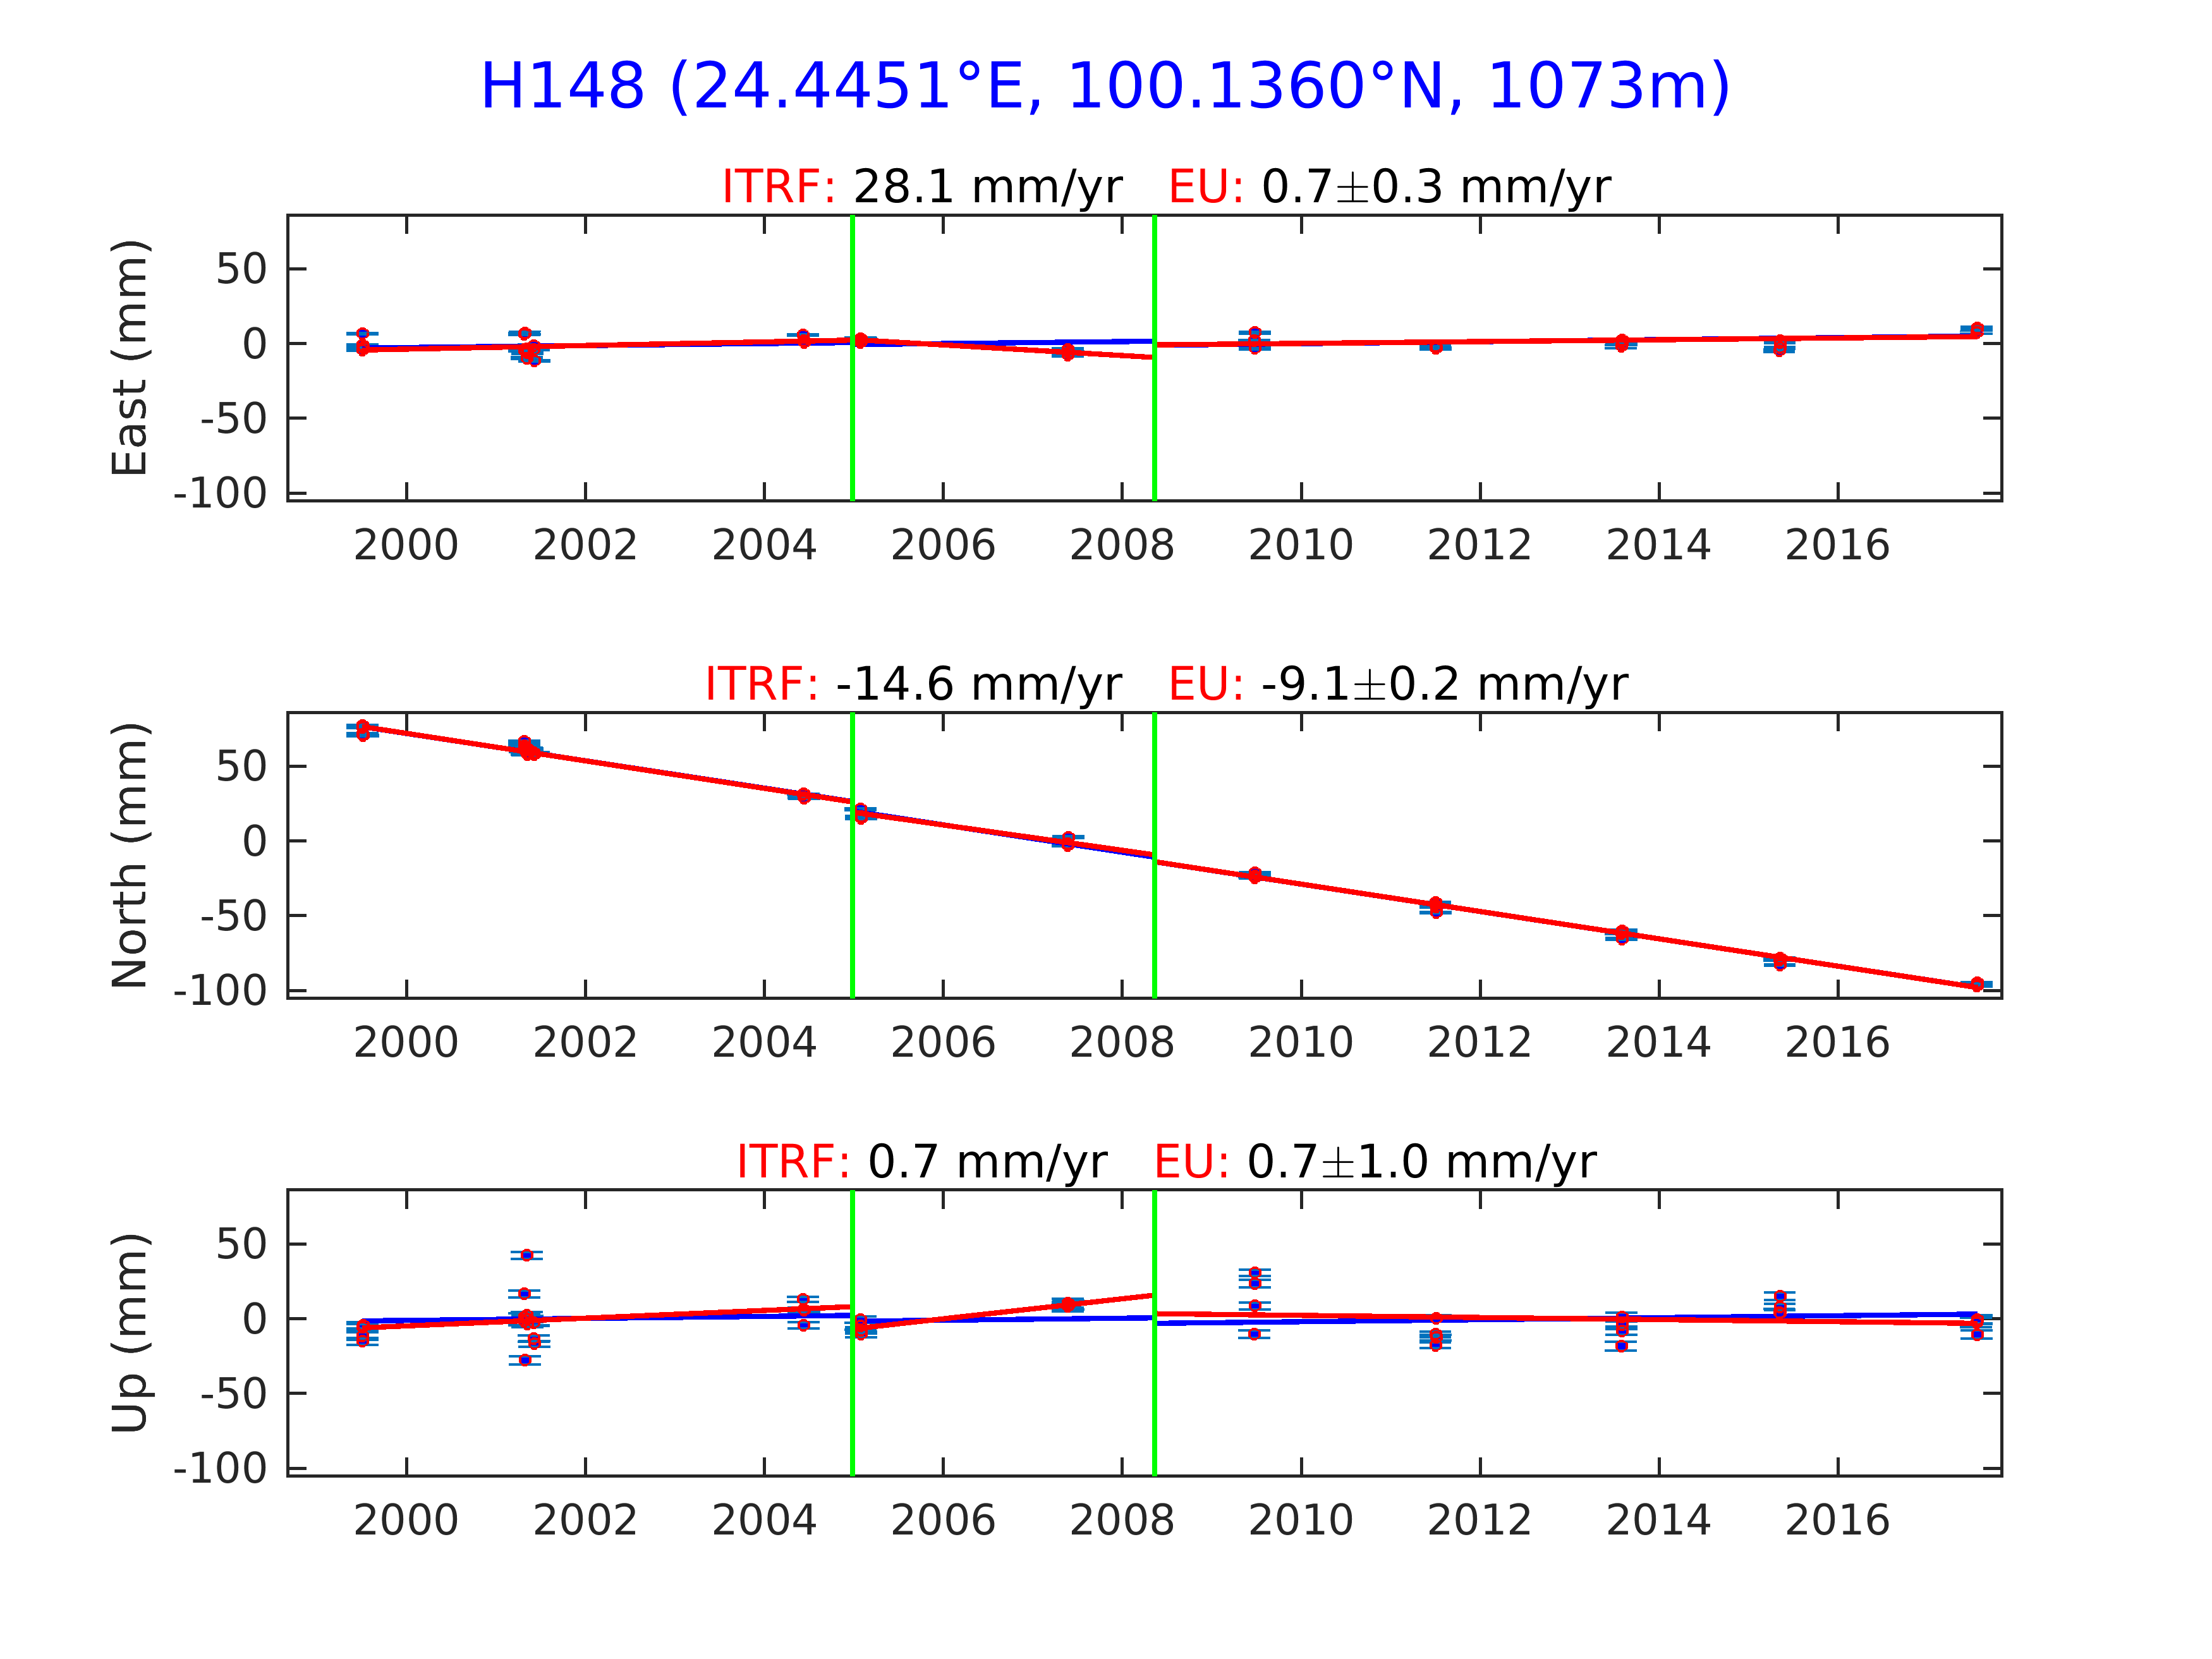 H148 (24.4451°E, 100.1360°N, 1073m)
ITRF: 28.1 mm/yr EU: 0.7±0.3 mm/yr
East (mm)
50
0
-50
-100
2000 2002 2004 2006 2008 2010 2012 2014 2016
ITRF: -14.6 mm/yr EU: -9.1±0.2 mm/yr
North (mm)
50
0
-50
-100
2000 2002 2004 2006 2008 2010 2012 2014 2016
ITRF: 0.7 mm/yr EU: 0.7±1.0 mm/yr
Up (mm)
50
0
-50
-100
2000 2002 2004 2006 2008 2010 2012 2014 2016